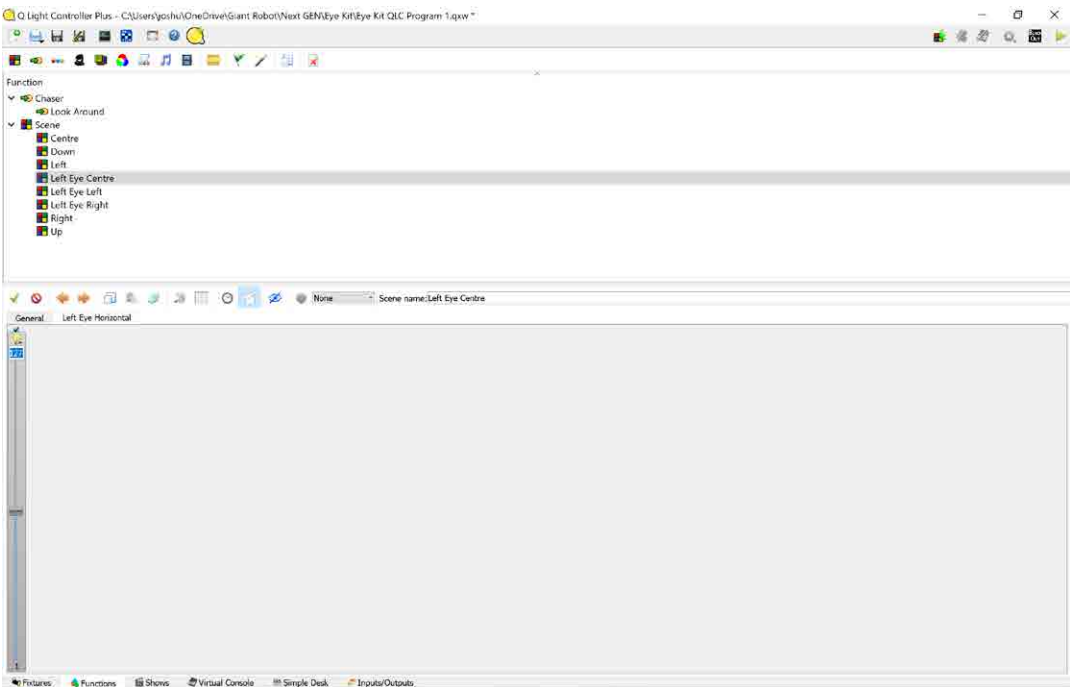 Q Light Controller Plus - C:\Users\yoshu\OneDrive\Giant Robot\Next GEN\Eye Kit\Eye Kit QLC Program 1.qxw *
Function
Chaser
Look Around
Scene
Centre
Down
Left
Left Eye Centre
Left Eye Left
Left Eye Right
Right
Up
None Scene name: Left Eye Centre
General Left Eye Horizontal
1
Fixtures Functions Shows Virtual Console Simple Desk Inputs/Outputs